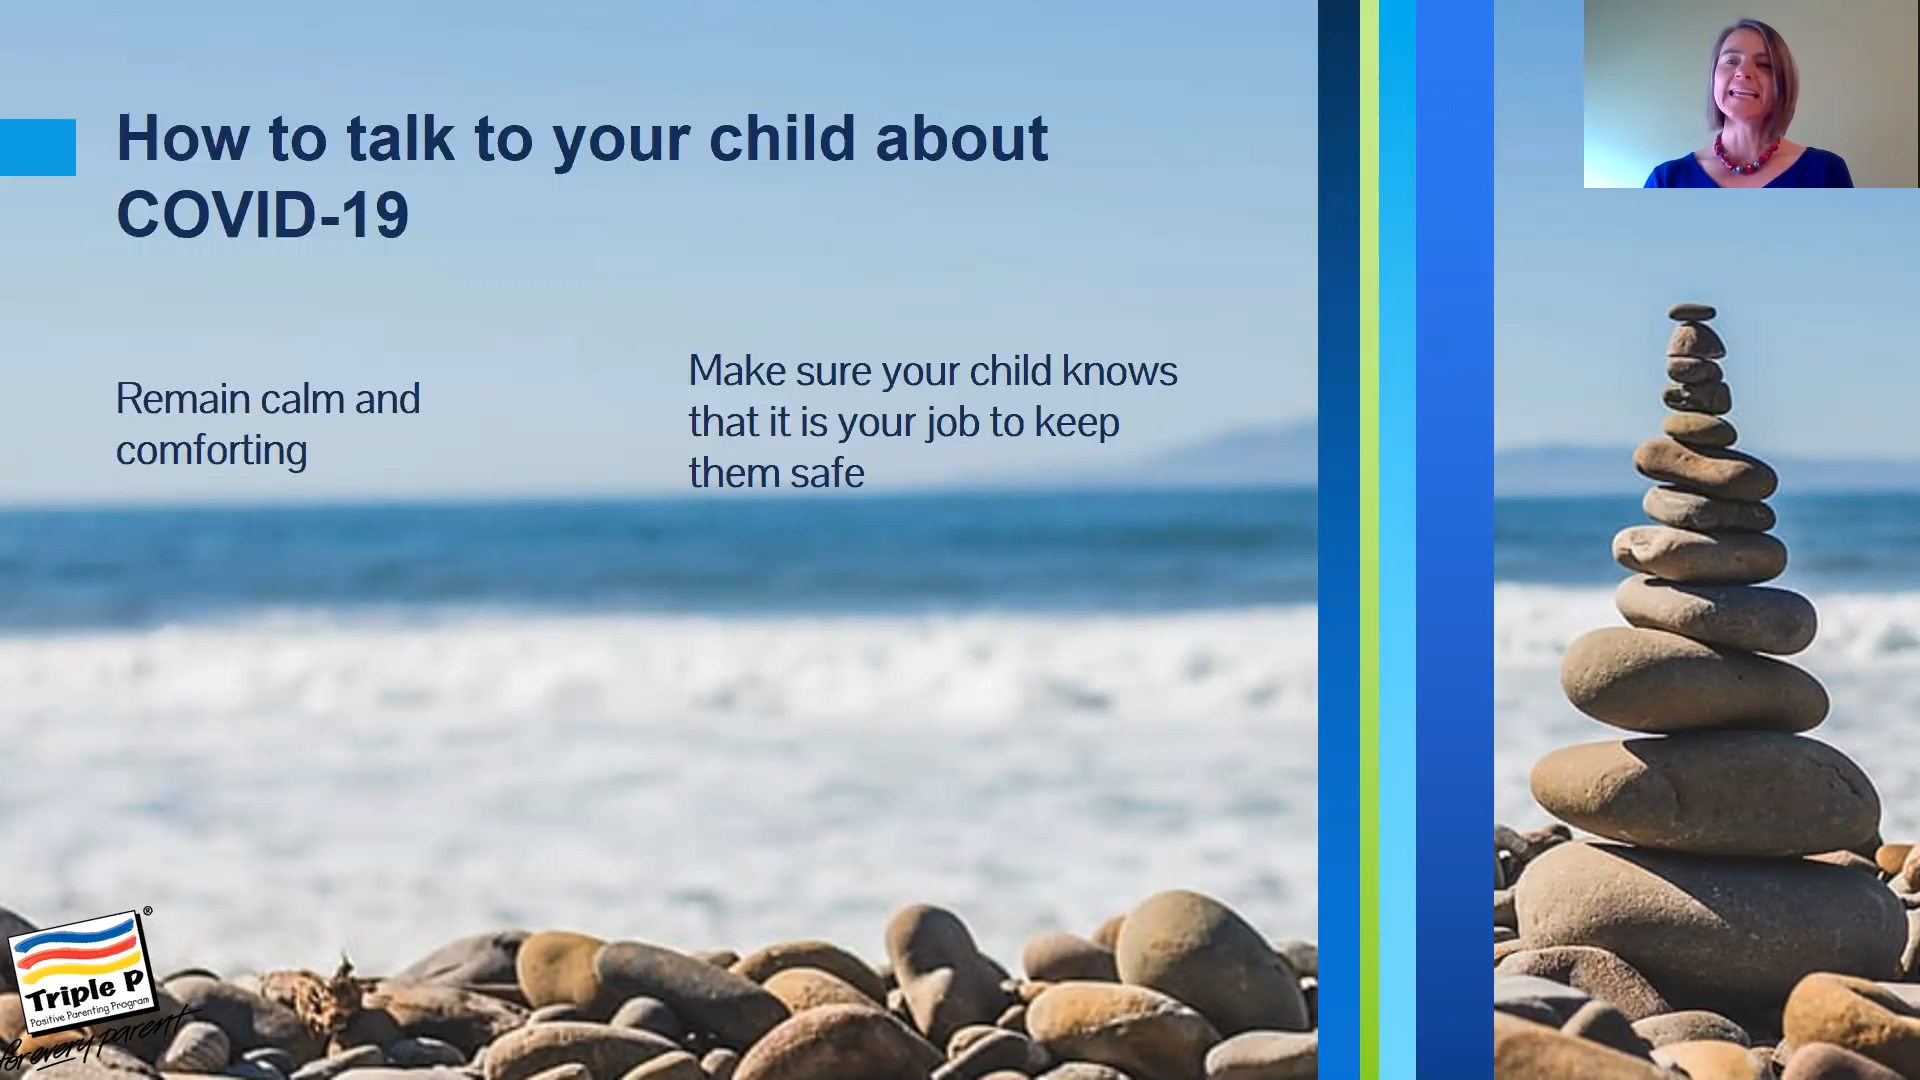 How to talk to your child about
COVID-19
Remain calm and
comforting
Make sure your child knows
that it is your job to keep
them safe
®
Triple P
Positive Parenting Program
for every parent